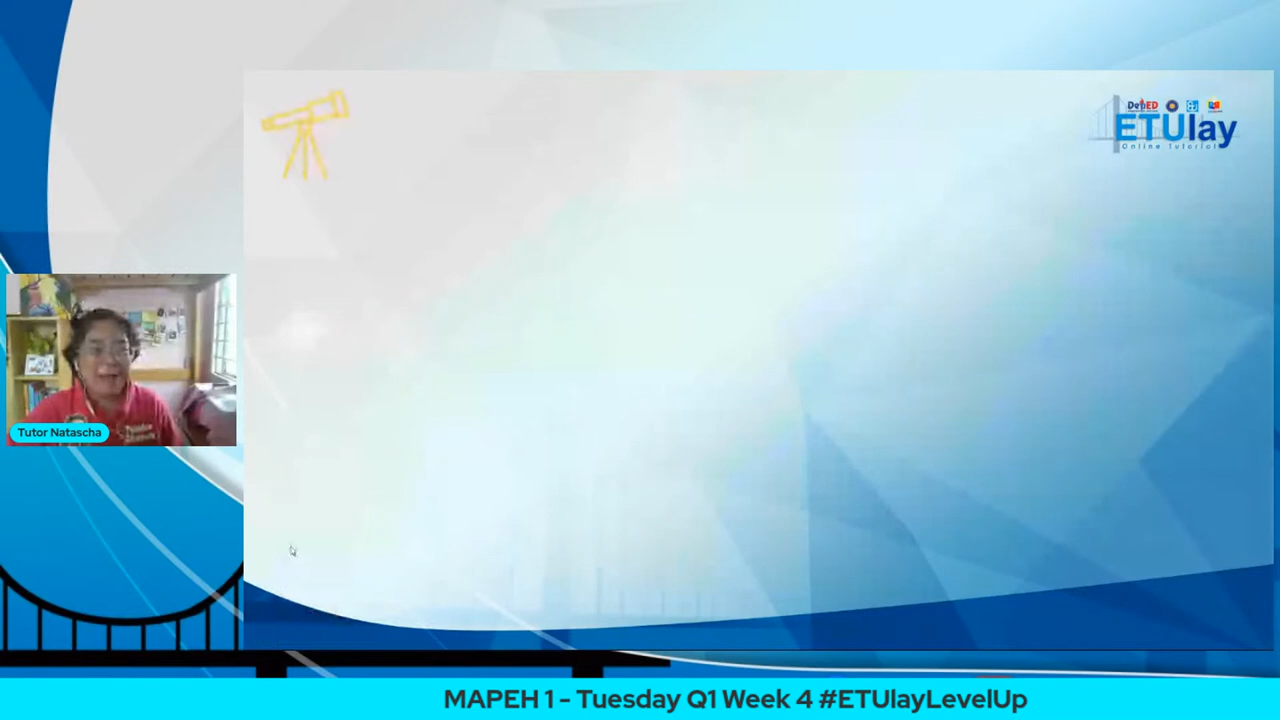 DepED
ETUlay
Online Tutorial
Tutor Natascha
MAPEH 1 - Tuesday Q1 Week 4 #ETUlayLevelUp